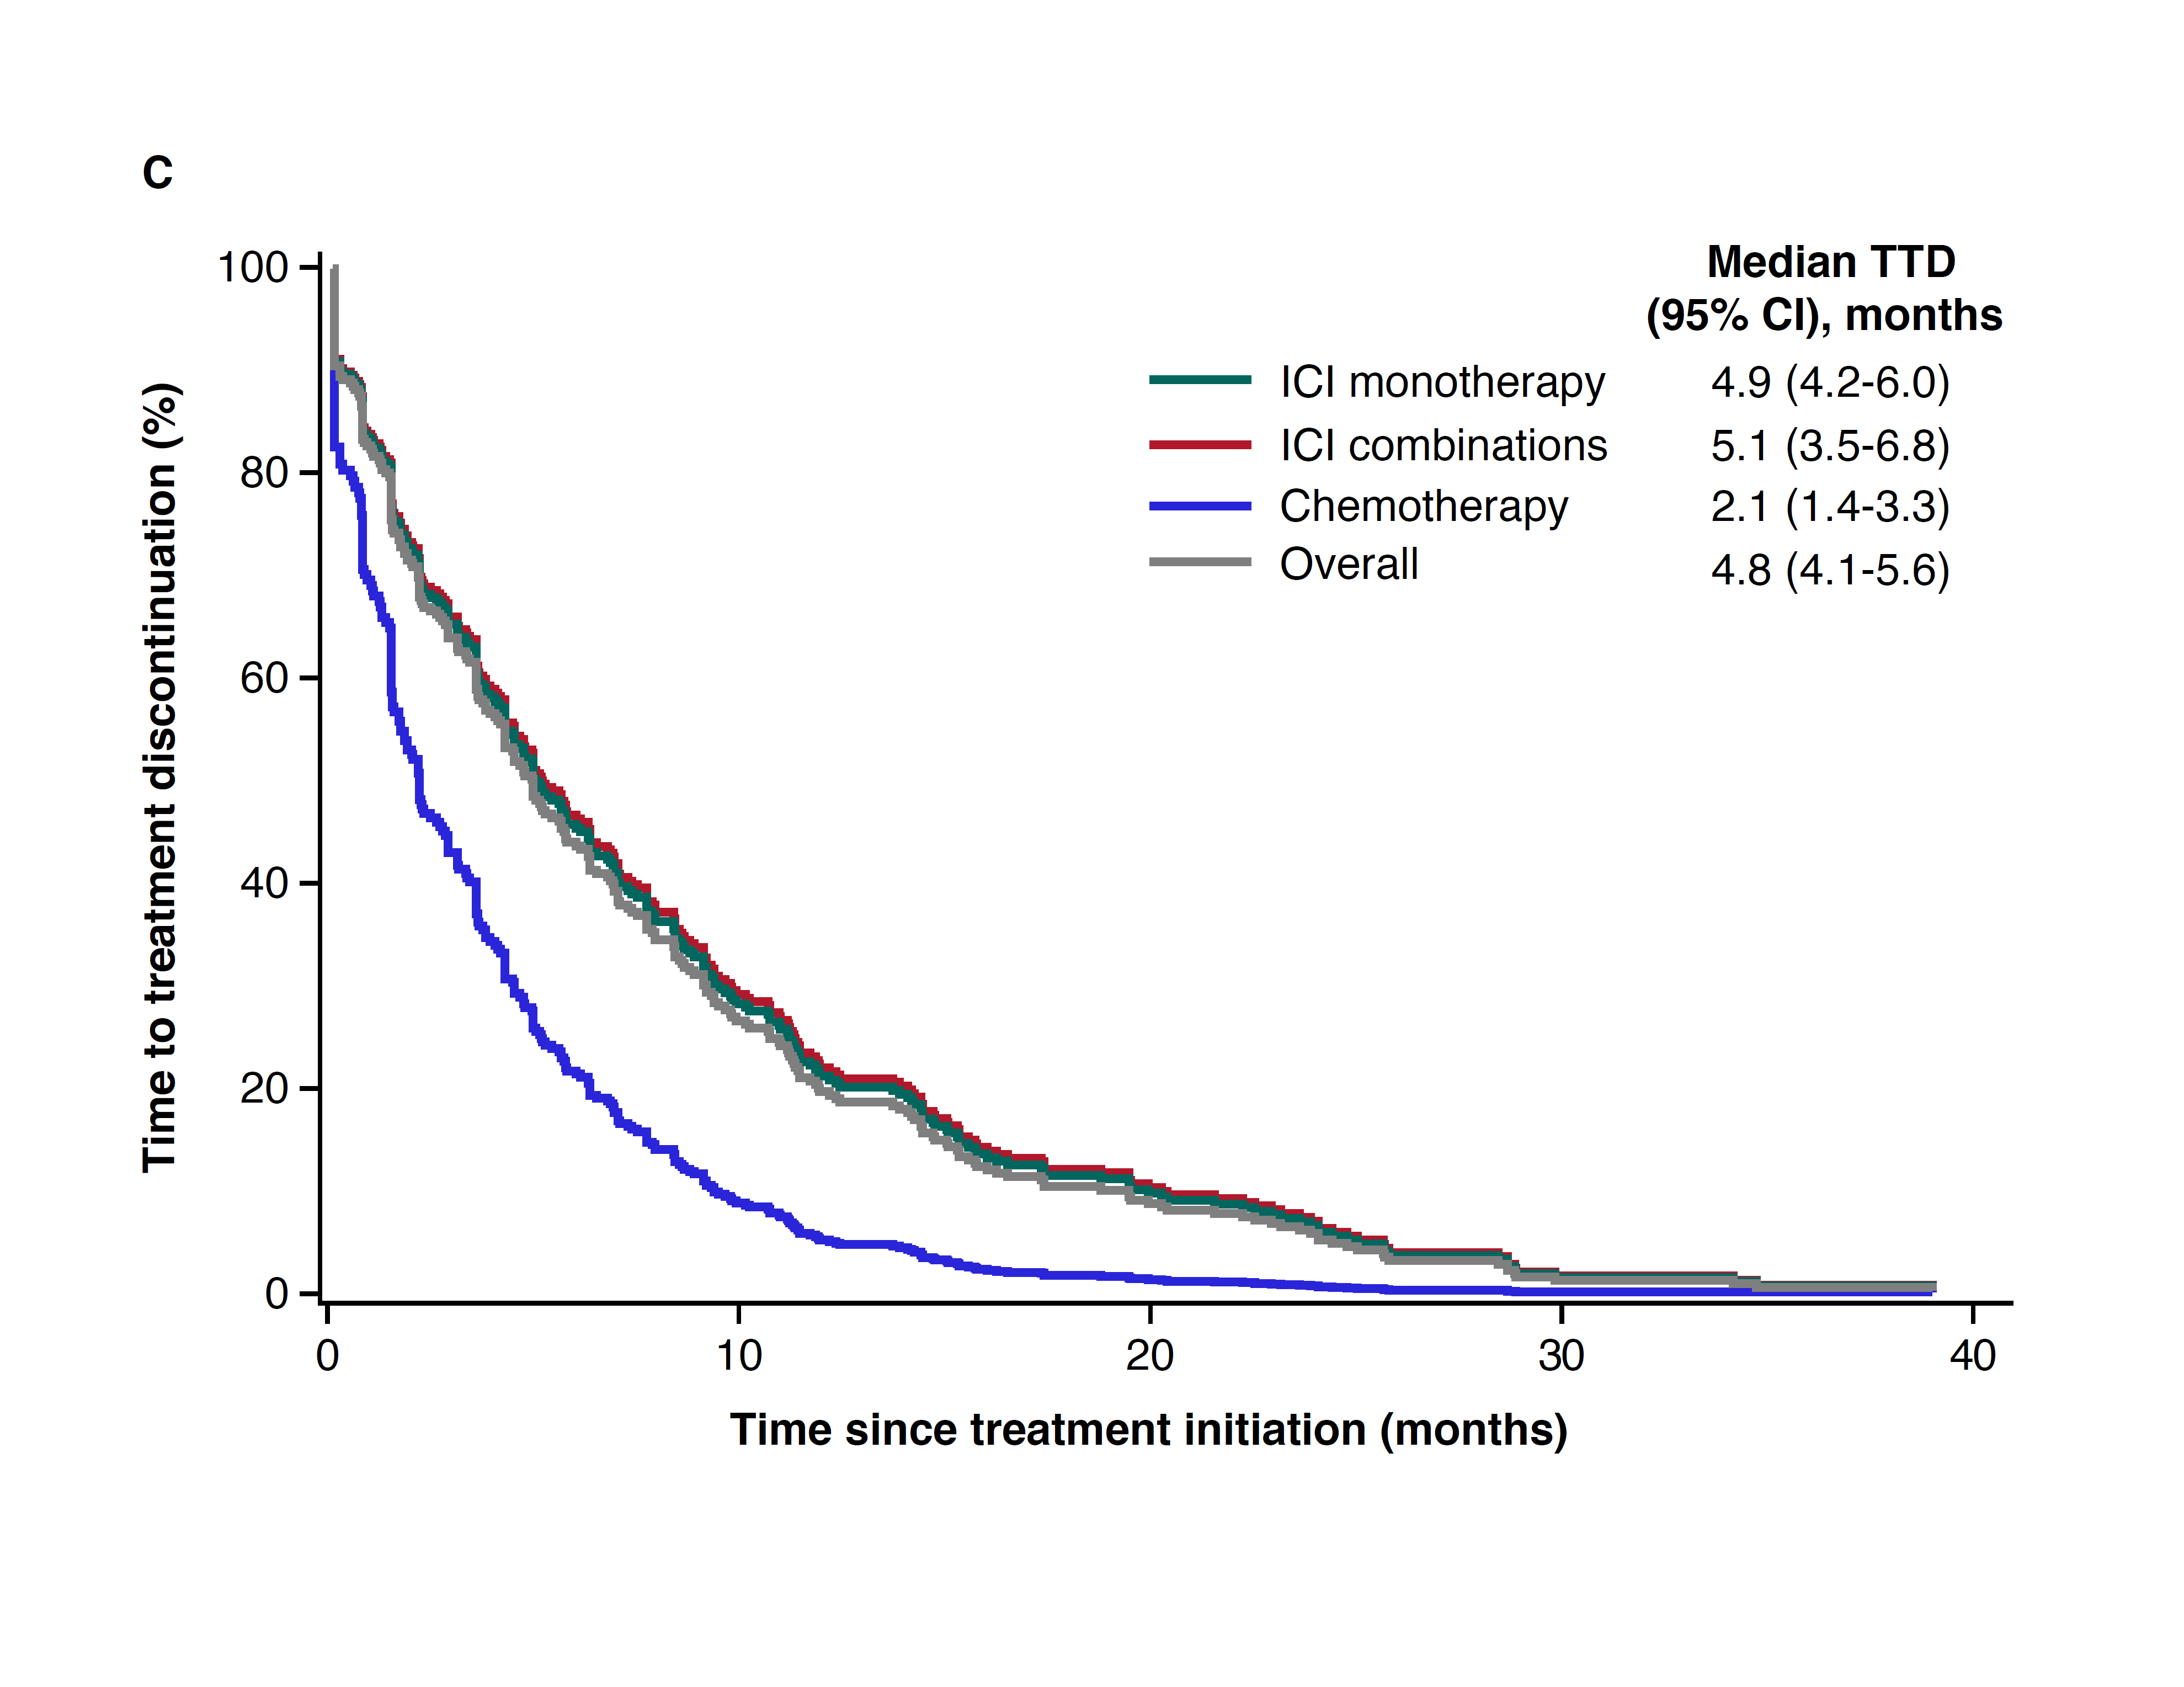 C
Median TTD
(95% CI), months
ICI monotherapy 4.9 (4.2-6.0)
ICI combinations 5.1 (3.5-6.8)
Chemotherapy 2.1 (1.4-3.3)
Overall 4.8 (4.1-5.6)
Time to treatment discontinuation (%)
100
80
60
40
20
0
0 10 20 30 40
Time since treatment initiation (months)